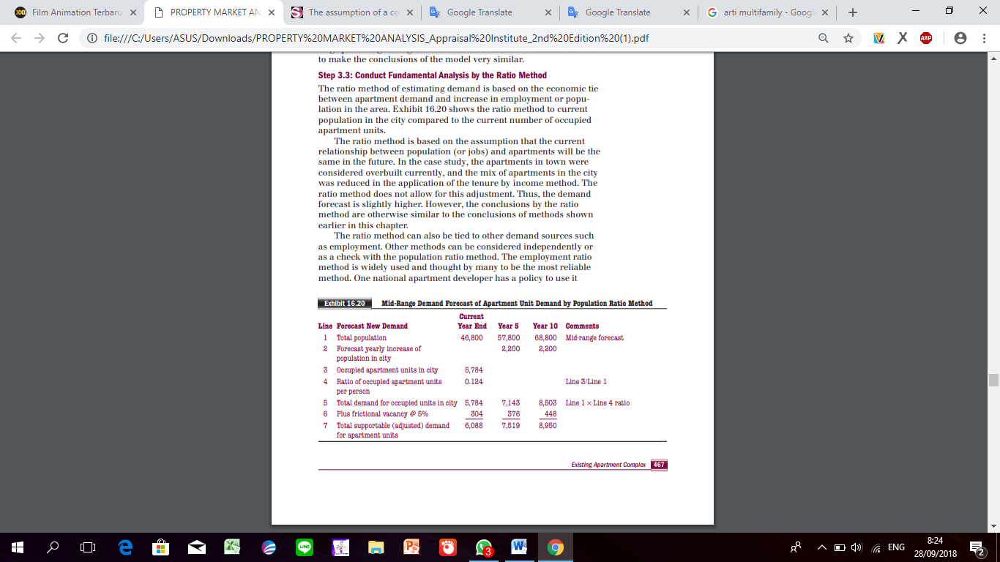 Film Animation Terbaru
PROPERTY MARKET AN
The assumption of a co
Google Translate
Google Translate
arti multifamily - Googl
file:///C:/Users/ASUS/Downloads/PROPERTY%20MARKET%20ANALYSIS_Appraisal%20Institute_2nd%20Edition%20(1).pdf
ABP
to make the conclusions of the model very similar.
Step 3.3: Conduct Fundamental Analysis by the Ratio Method
The ratio method of estimating demand is based on the economic tie
between apartment demand and increase in employment or popu-
lation in the area. Exhibit 16.20 shows the ratio method to current
population in the city compared to the current number of occupied
apartment units.
The ratio method is based on the assumption that the current
relationship between population (or jobs) and apartments will be the
same in the future. In the case study, the apartments in town were
considered overbuilt currently, and the mix of apartments in the city
was reduced in the application of the tenure by income method. The
ratio method does not allow for this adjustment. Thus, the demand
forecast is slightly higher. However, the conclusions by the ratio
method are otherwise similar to the conclusions of methods shown
earlier in this chapter.
The ratio method can also be tied to other demand sources such
as employment. Other methods can be considered independently or
as a check with the population ratio method. The employment ratio
method is widely used and thought by many to be the most reliable
method. One national apartment developer has a policy to use it
Exhibit 16.20 Mid-Range Demand Forecast of Apartment Unit Demand by Population Ratio Method
Current
Line Forecast New Demand Year End Year 5 Year 10 Comments
1 Total population 46,800 57,800 68,800 Mid-range forecast
2 Forecast yearly increase of 2,200 2,200
population in city
3 Occupied apartment units in city 5,784
4 Ratio of occupied apartment units 0.124 Line 3/Line 1
per person
5 Total demand for occupied units in city 5,784 7,143 8,503 Line 1 × Line 4 ratio
6 Plus frictional vacancy @ 5% 304 376 448
7 Total supportable (adjusted) demand 6,088 7,519 8,950
for apartment units
Existing Apartment Complex 467
LINE
3
ENG
8:24
28/09/2018
2